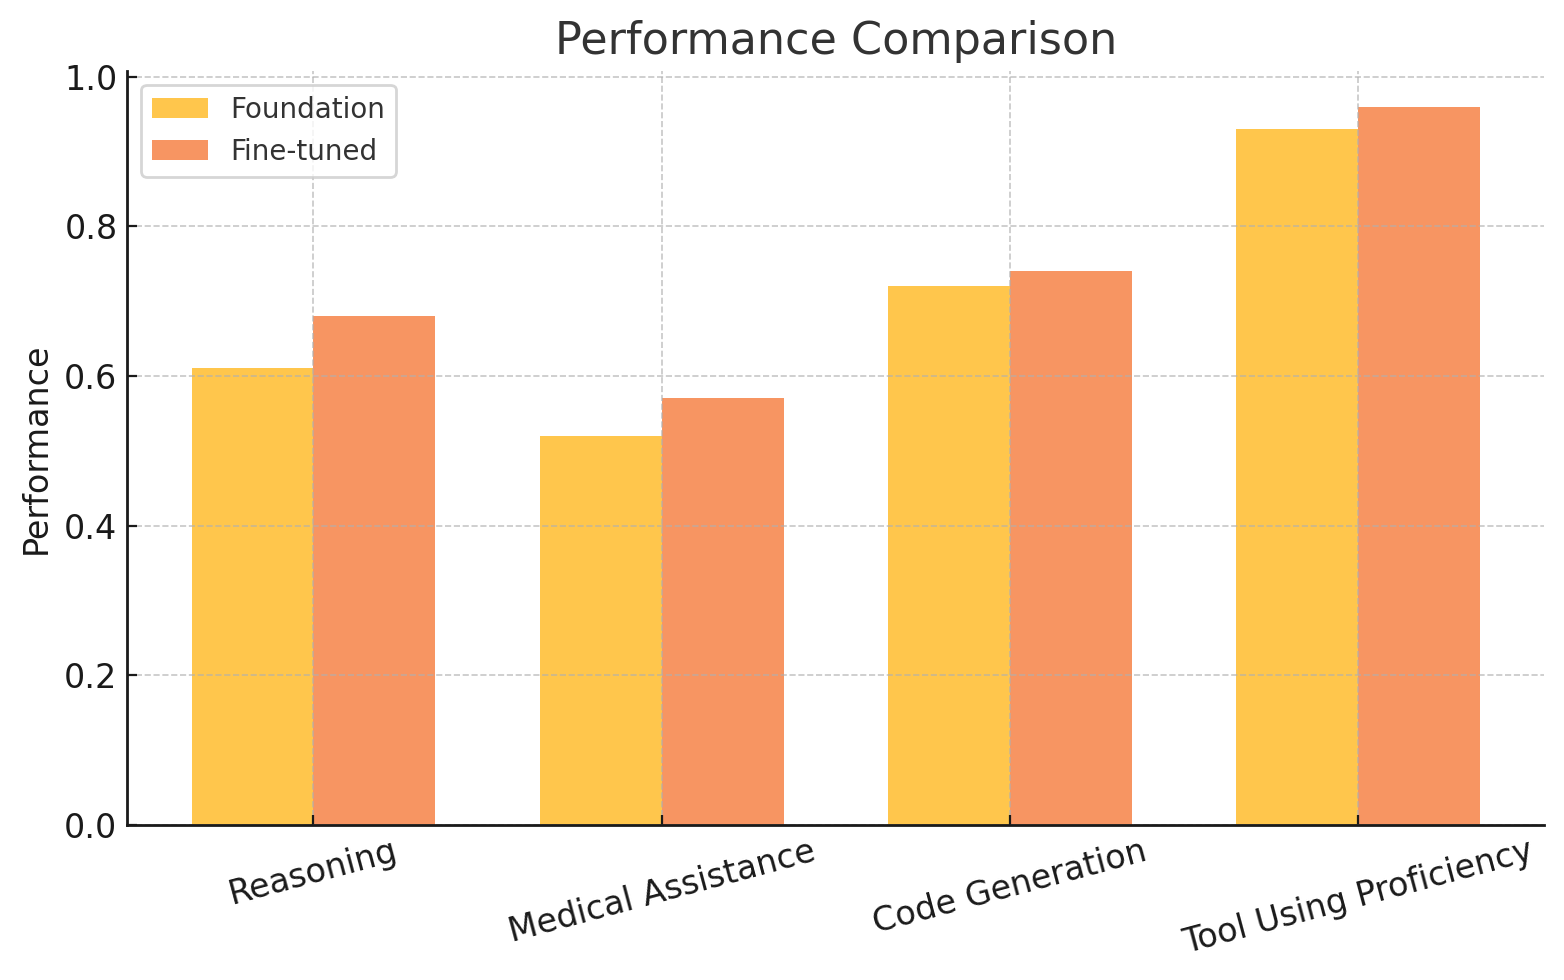 Performance Comparison
Foundation
Fine-tuned
Performance
1.0
0.8
0.6
0.4
0.2
0.0
Reasoning
Medical Assistance
Code Generation
Tool Using Proficiency